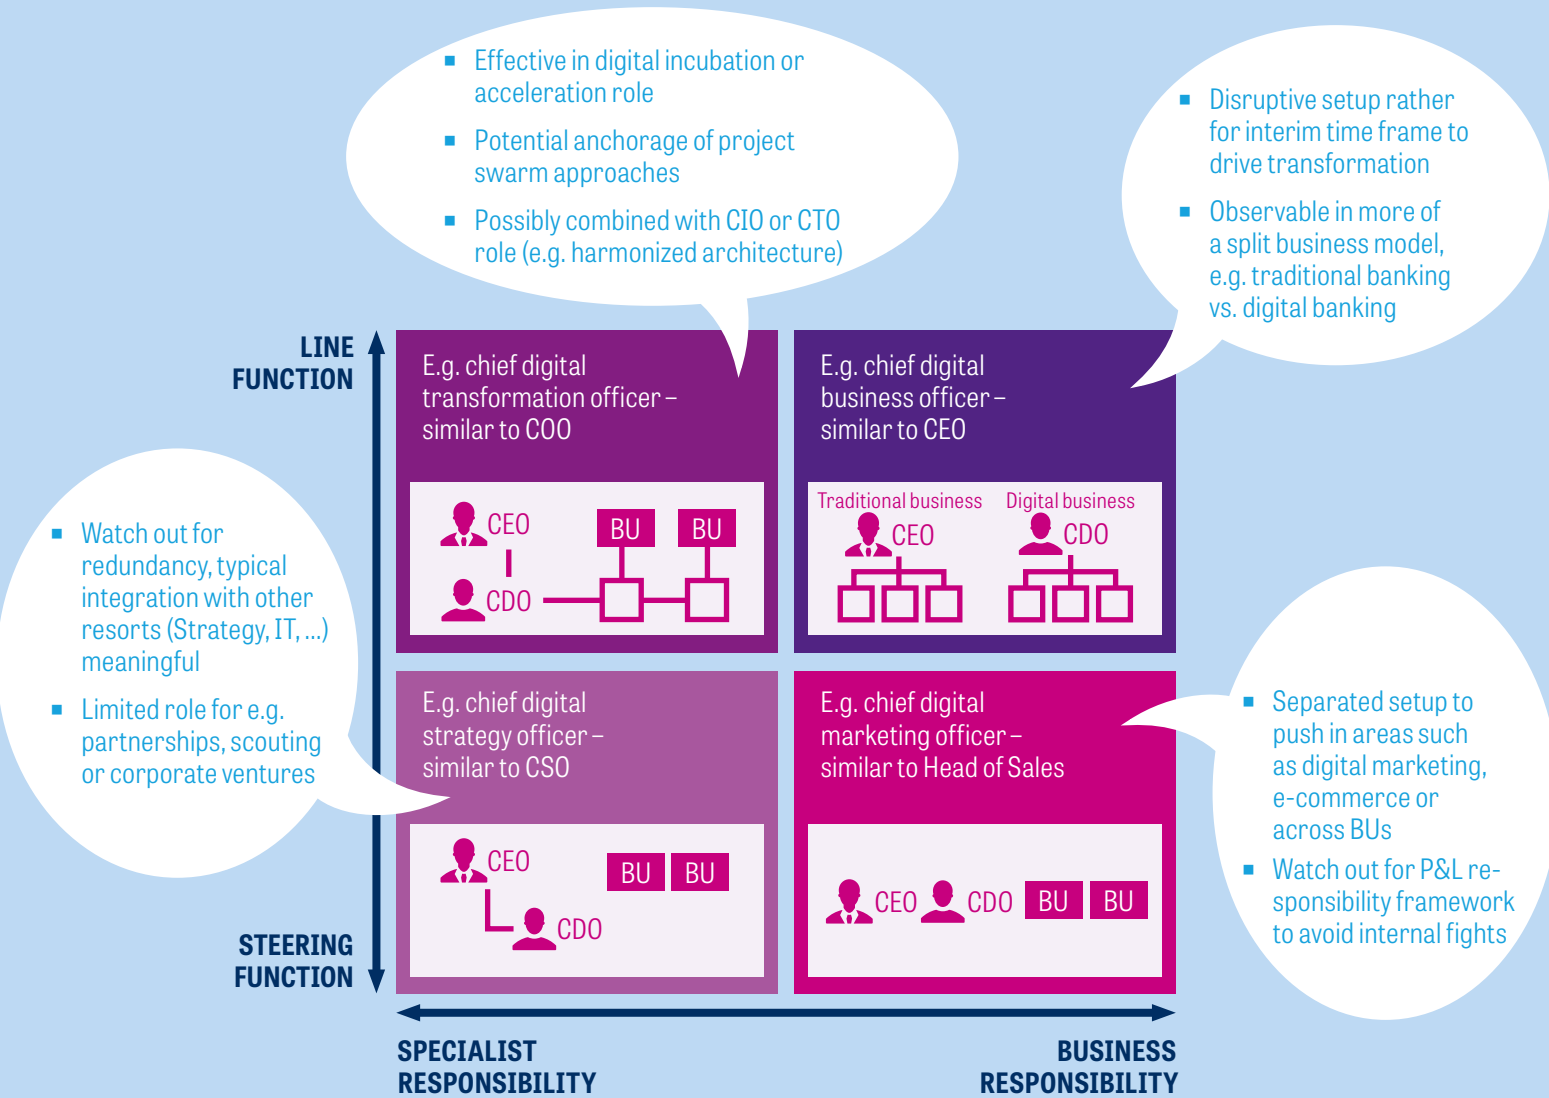 ■ Effective in digital incubation or
acceleration role
■ Potential anchorage of project
swarm approaches
■ Possibly combined with CIO or CTO
role (e.g. harmonized architecture)
■ Disruptive setup rather
for interim time frame to
drive transformation
■ Observable in more of
a split business model,
e.g. traditional banking
vs. digital banking
LINE
FUNCTION
E.g. chief digital
transformation officer –
similar to COO
CEO
BU BU
CDO
E.g. chief digital
business officer –
similar to CEO
Traditional business Digital business
CEO CDO
■ Watch out for
redundancy, typical
integration with other
resorts (Strategy, IT, ...)
meaningful
■ Limited role for e.g.
partnerships, scouting
or corporate ventures
E.g. chief digital
strategy officer –
similar to CSO
CEO
BU BU
CDO
E.g. chief digital
marketing officer –
similar to Head of Sales
CEO CDO BU BU
■ Separated setup to
push in areas such
as digital marketing,
e-commerce or
across BUs
■ Watch out for P&L re-
sponsibility framework
to avoid internal fights
STEERING
FUNCTION
SPECIALIST
RESPONSIBILITY
BUSINESS
RESPONSIBILITY